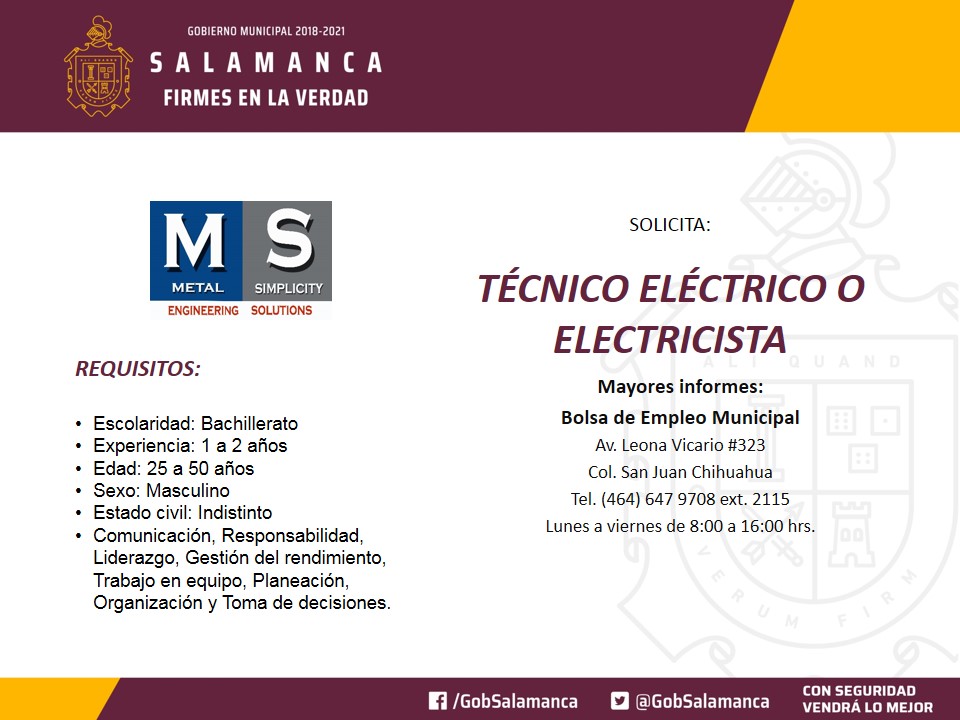 GOBIERNO MUNICIPAL 2018-2021
SALAMANCA
FIRMES EN LA VERDAD
M S
METAL SIMPLICITY
ENGINEERING SOLUTIONS
REQUISITOS:
• Escolaridad: Bachillerato
• Experiencia: 1 a 2 años
• Edad: 25 a 50 años
• Sexo: Masculino
• Estado civil: Indistinto
• Comunicación, Responsabilidad,
Liderazgo, Gestión del rendimiento,
Trabajo en equipo, Planeación,
Organización y Toma de decisiones.
SOLICITA:
TÉCNICO ELÉCTRICO O
ELECTRICISTA
Mayores informes:
Bolsa de Empleo Municipal
Av. Leona Vicario #323
Col. San Juan Chihuahua
Tel. (464) 647 9708 ext. 2115
Lunes a viernes de 8:00 a 16:00 hrs.
ALI QUAND
VERUM FIRM
/GobSalamanca
@GobSalamanca
CON SEGURIDAD
VENDRÁ LO MEJOR